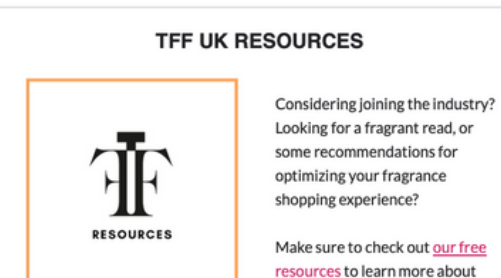 TFF UK RESOURCES
TFF
RESOURCES
Considering joining the industry?
Looking for a fragrant read, or
some recommendations for
optimizing your fragrance
shopping experience?
Make sure to check out our free
resources to learn more about